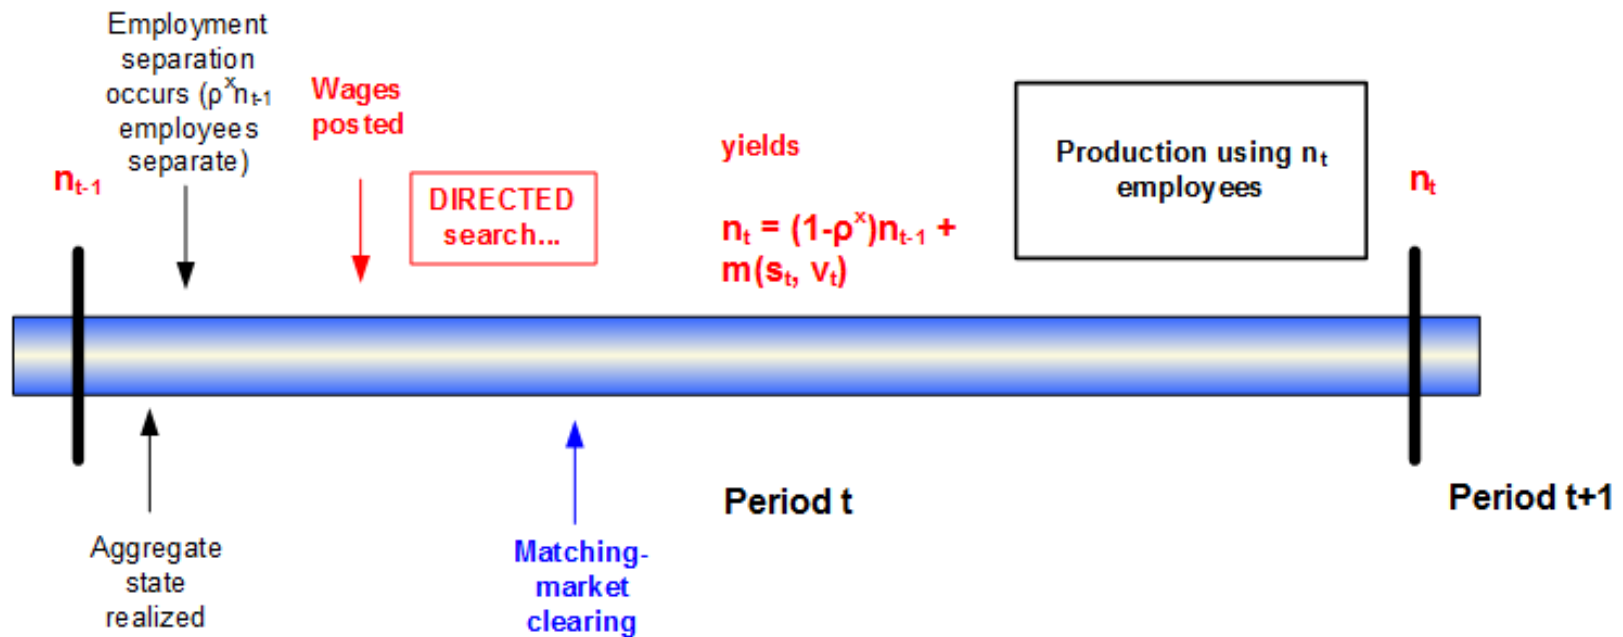 Employment
separation
occurs (ρˣnₜ₋₁
employees
separate)
nₜ₋₁
Wages
posted
DIRECTED
search...
yields
nₜ = (1-ρˣ)nₜ₋₁ +
m(sₜ, vₜ)
Production using nₜ
employees
nₜ
Aggregate
state
realized
Matching-
market
clearing
Period t
Period t+1